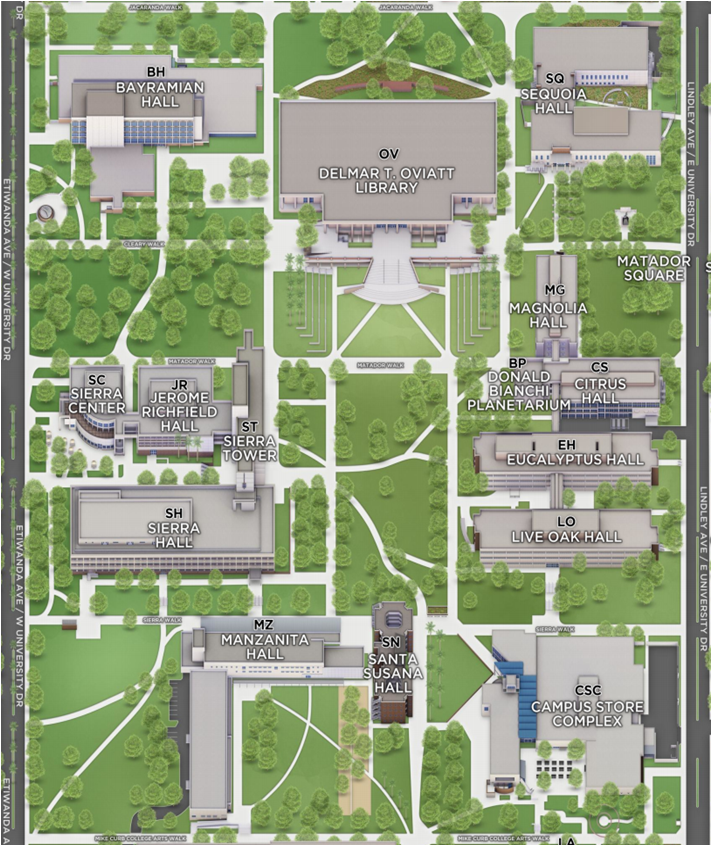 DR
JACARANDA WALK
JACARANDA WALK
BH
BAYRAMIAN
HALL
OV
DELMAR T. OVIATT
LIBRARY
SQ
SEQUOIA
HALL
LINDLEY AVE / E UNIVERSITY DR
ETIWANDA AVE / W UNIVERSITY DR
CLEARY WALK
MATADOR
SQUARE
S
MG
MAGNOLIA
HALL
MATADOR WALK
MATADOR WALK
SC
SIERRA
CENTER
JR
JEROME
RICHFIELD
HALL
ST
SIERRA
TOWER
BP
DONALD
BIANCHI
PLANETARIUM
CS
CITRUS
HALL
EH
EUCALYPTUS HALL
SH
SIERRA
HALL
LO
LIVE OAK HALL
LINDLEY AVE / E UNIVERSITY DR
ETIWANDA AVE / W UNIVERSITY DR
SIERRA WALK
SIERRA WALK
MZ
MANZANITA
HALL
SN
SANTA
SUSANA
HALL
CSC
CAMPUS STORE
COMPLEX
ETIWANDA A
MIKE CURB COLLEGE ARTS WALK
MIKE CURB COLLEGE ARTS WALK
LA